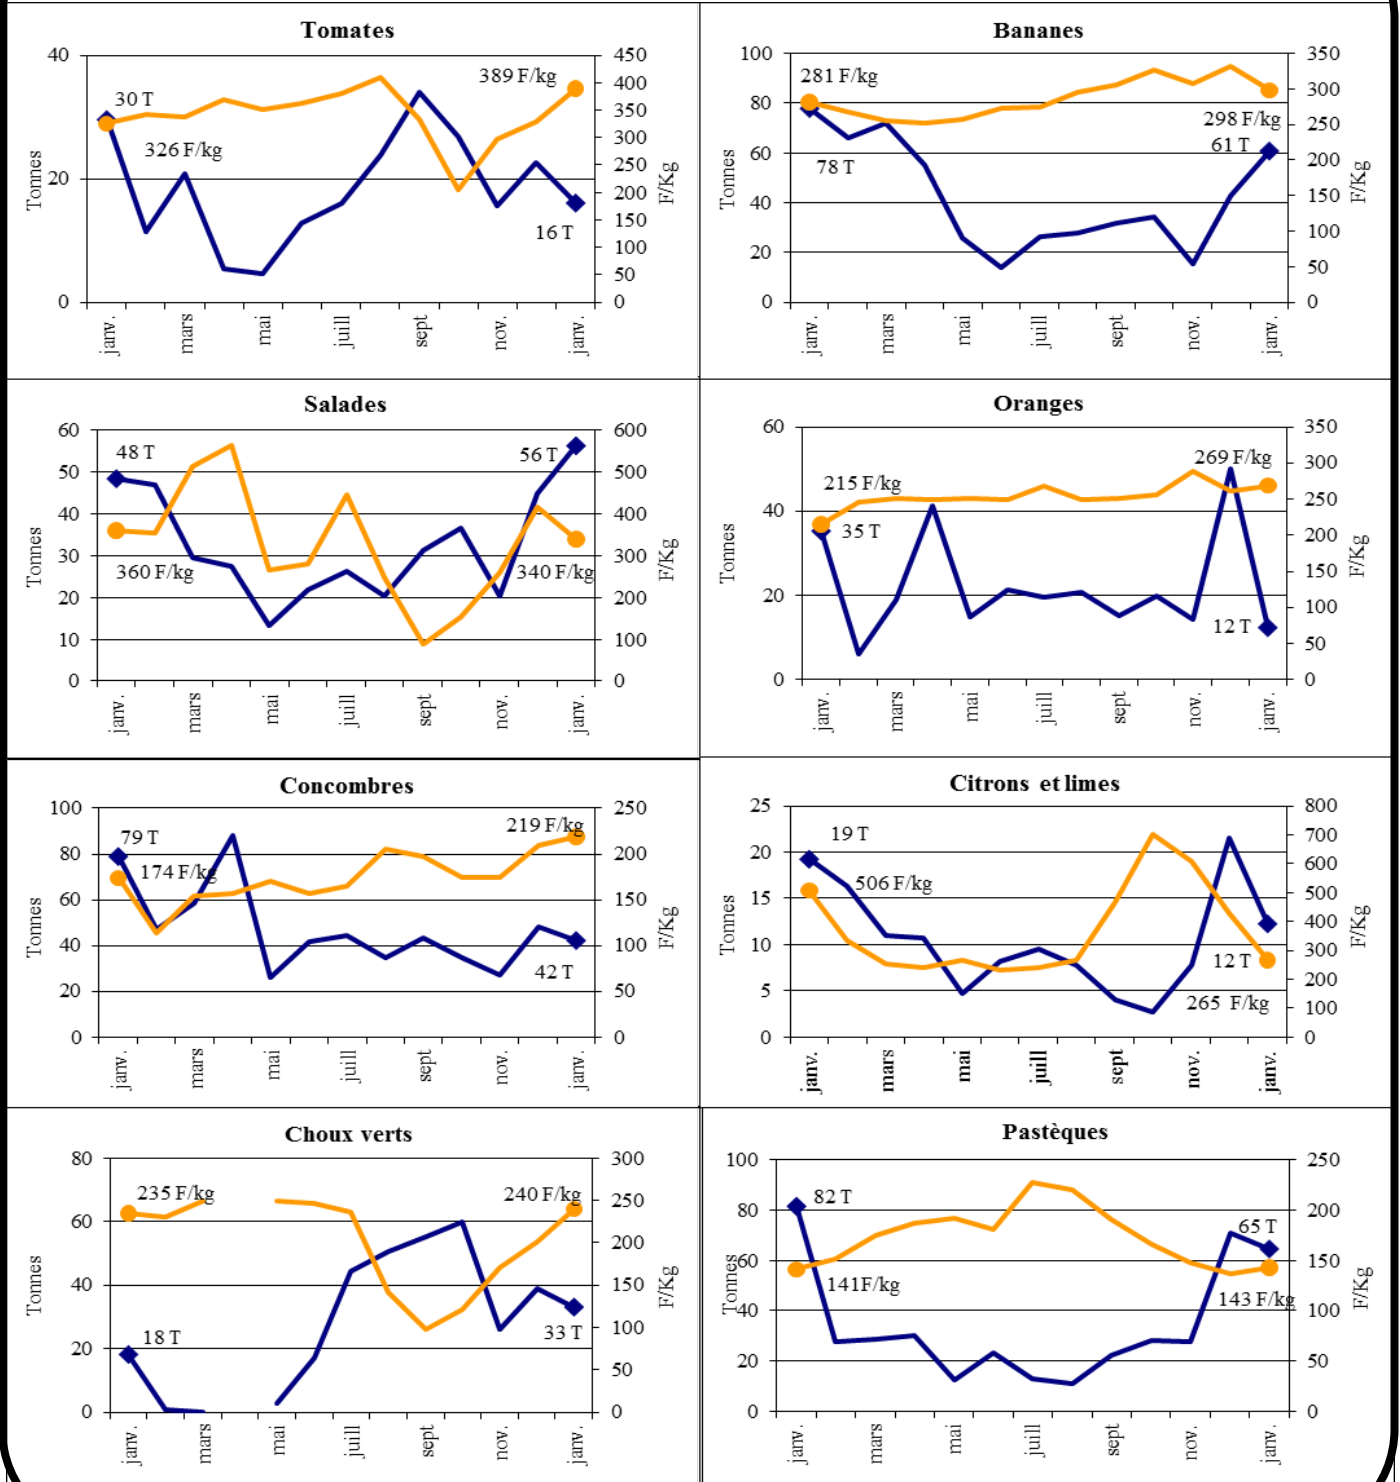 Tomates
40
20
0
450
400
350
300
250
200
150
100
50
0
Tonnes
F/Kg
30 T
326 F/kg
389 F/kg
16 T
janv.
mars
mai
juill
sept
nov.
janv.
Bananes
100
80
60
40
20
0
350
300
250
200
150
100
50
0
Tonnes
F/Kg
281 F/kg
78 T
298 F/kg
61 T
janv.
mars
mai
juill
sept
nov.
janv.
Salades
60
50
40
30
20
10
0
600
500
400
300
200
100
0
Tonnes
F/Kg
48 T
360 F/kg
56 T
340 F/kg
janv.
mars
mai
juill
sept
nov.
janv.
Oranges
60
40
20
0
350
300
250
200
150
100
50
0
Tonnes
F/Kg
215 F/kg
35 T
269 F/kg
12 T
janv.
mars
mai
juill
sept
nov.
janv.
Concombres
100
80
60
40
20
0
250
200
150
100
50
0
Tonnes
F/Kg
79 T
174 F/kg
219 F/kg
42 T
janv.
mars
mai
juill
sept
nov.
janv.
Citrons et limes
25
20
15
10
5
0
800
700
600
500
400
300
200
100
0
Tonnes
F/Kg
19 T
506 F/kg
12 T
265 F/kg
janv.
mars
mai
juill
sept
nov.
janv.
Choux verts
80
60
40
20
0
300
250
200
150
100
50
0
Tonnes
F/Kg
235 F/kg
18 T
240 F/kg
33 T
janv.
mars
mai
juill
sept
nov.
janv.
Pastèques
100
80
60
40
20
0
250
200
150
100
50
0
Tonnes
F/Kg
82 T
141F/kg
65 T
143 F/kg
janv.
mars
mai
juill
sept
nov.
janv.